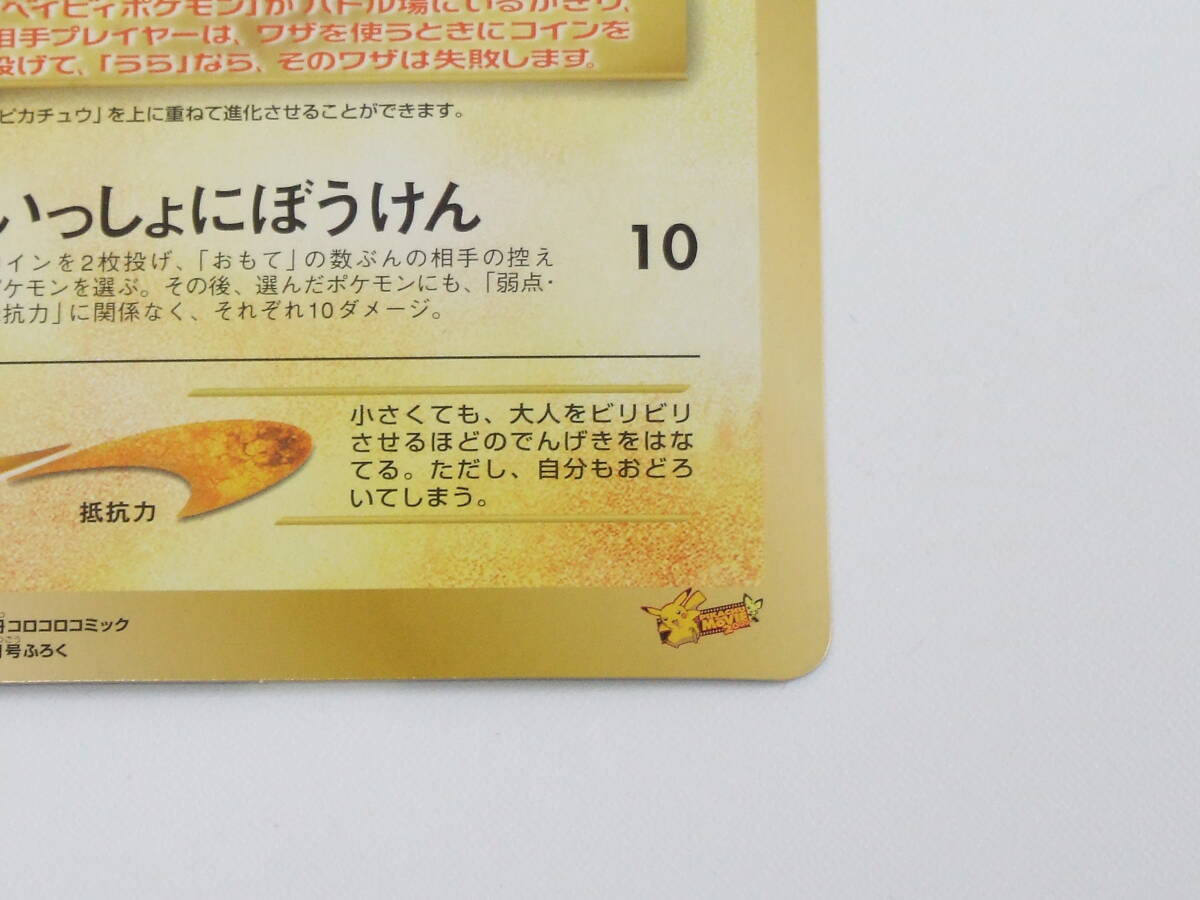 ベイビィポケモン」がバトル場にいるかぎり、
相手プレイヤーは、ワザを使うときにコインを
投げて、「うら」なら、そのワザは失敗します。
ピカチュウ」を上に重ねて進化させることができます。
いっしょにぼうけん
10
コインを2枚投げ、「おもて」の数ぶんの相手の控え
ポケモンを選ぶ。その後、選んだポケモンにも、「弱点・
抵抗力」に関係なく、それぞれ10ダメージ。
小さくても、大人をビリビリ
させるほどのでんげきをはな
てる。ただし、自分もおどろ
いてしまう。
抵抗力
コロコロコミック
号ふろく
PIKACHU
MOVIE